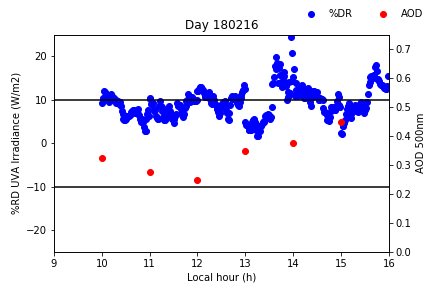 %DR AOD
Day 180216
%RD UVA Irradiance (W/m2)
20
10
0
−10
−20
0.7
0.6
0.5
0.4
0.3
0.2
0.1
0.0
AOD 500nm
9 10 11 12 13 14 15 16
Local hour (h)